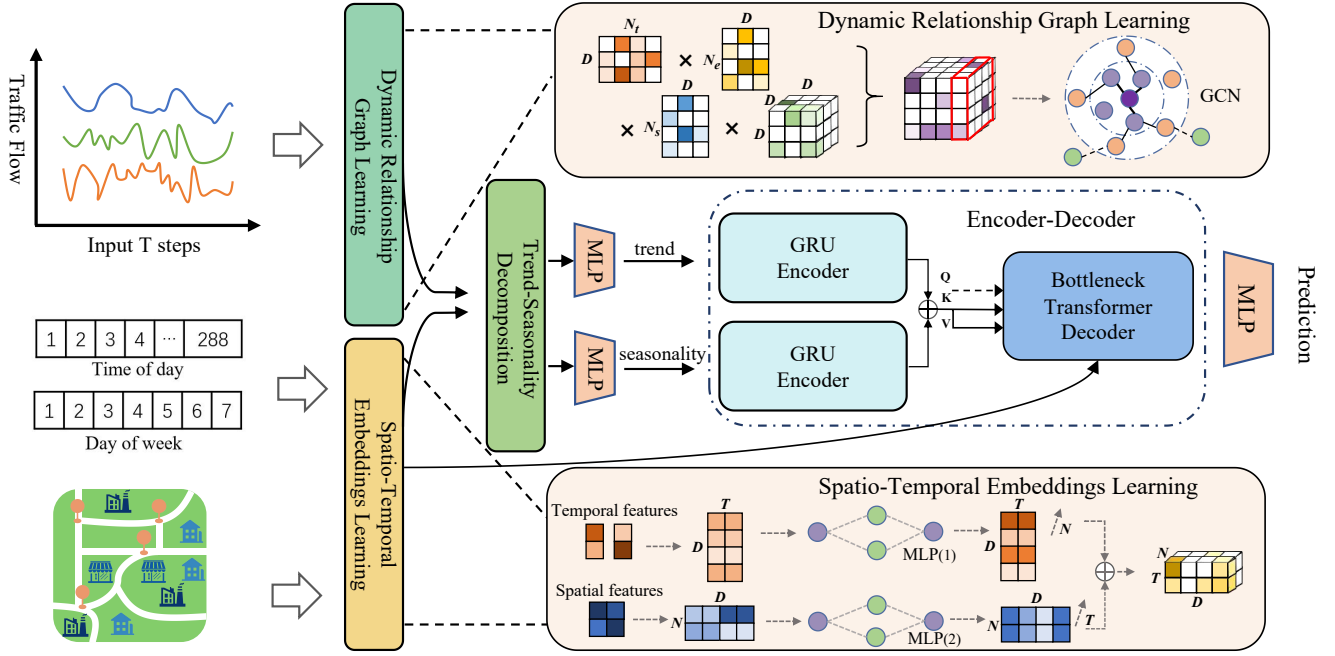 Traffic Flow
Input T steps
1 2 3 4 ... 288
Time of day
1 2 3 4 5 6 7
Day of week
Dynamic Relationship
Graph Learning
Spatio-Temporal
Embeddings Learning
Dynamic Relationship Graph Learning
N_t
D
×
D
N_e
×
N_s
D
×
D
D
D
GCN
Trend-Seasonality
Decomposition
MLP
trend
MLP
seasonality
Encoder-Decoder
GRU
Encoder
GRU
Encoder
Q
K
V
Bottleneck
Transformer
Decoder
MLP
Prediction
Spatio-Temporal Embeddings Learning
Temporal features
T
D
MLP(1)
T
D
N
Spatial features
D
N
MLP(2)
D
N
T
N
T
D